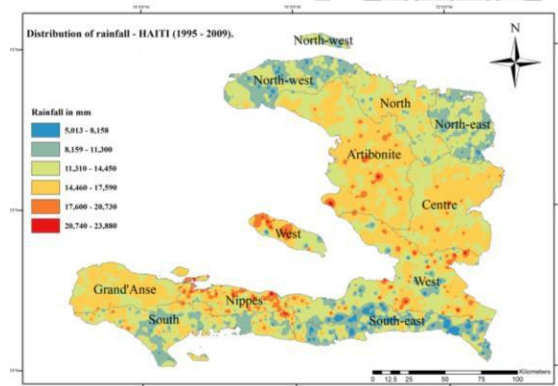 Distribution of rainfall - HAITI (1995 - 2009).
N
North-west
North-west
North
North-east
Rainfall in mm
5,013 - 8,158
8,159 - 11,300
11,310 - 14,450
14,460 - 17,590
17,600 - 20,730
20,740 - 23,880
Artibonite
Centre
West
West
Grand'Anse
Nippes
South
South-east
Kilometers
0 12.5 25 50 75 100